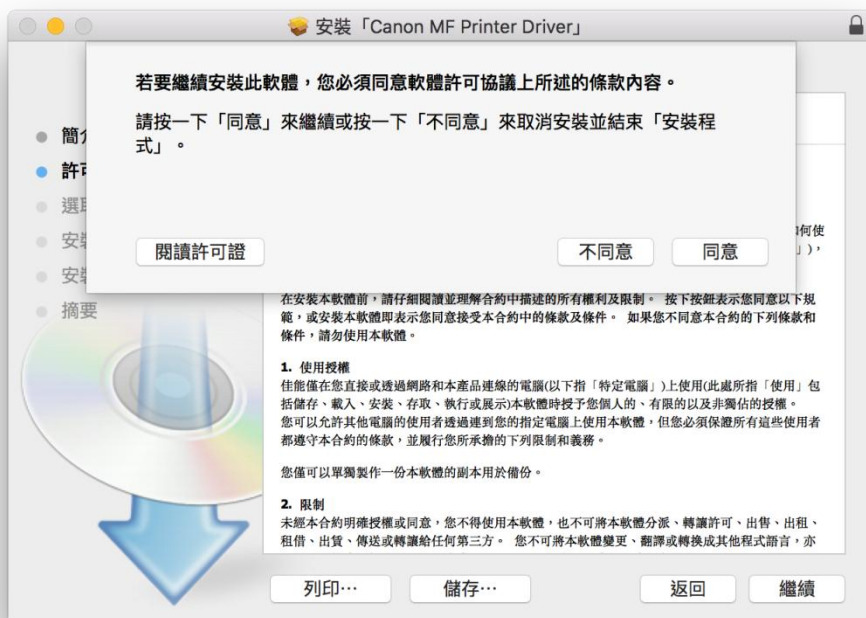 安裝「Canon MF Printer Driver」
若要繼續安裝此軟體，您必須同意軟體許可協議上所述的條款內容。
請按一下「同意」來繼續或按一下「不同意」來取消安裝並結束「安裝程
式」。
閱讀許可證
不同意
同意
簡介
許可
選取
安裝
安裝
摘要
何使
」)，
在安裝本軟體前，請仔細閱讀並理解合約中描述的所有權利及限制。 按下按鈕表示您同意以下規
範，或安裝本軟體即表示您同意接受本合約中的條款及條件。 如果您不同意本合約的下列條款和
條件，請勿使用本軟體。
1. 使用授權
佳能僅在您直接或透過網路和本產品連線的電腦(以下指「特定電腦」)上使用(此處所指「使用」包
括儲存、載入、安裝、存取、執行或展示)本軟體時授予您個人的、有限的以及非獨佔的授權。
您可以允許其他電腦的使用者透過連到您的指定電腦上使用本軟體，但您必須保證所有這些使用者
都遵守本合約的條款，並履行您所承擔的下列限制和義務。
您僅可以單獨製作一份本軟體的副本用於備份。
2. 限制
未經本合約明確授權或同意，您不得使用本軟體，也不可將本軟體分派、轉讓許可、出售、出租、
租借、出賃、傳送或轉讓給任何第三方。 您不可將本軟體變更、翻譯或轉換成其他程式語言，亦
列印…
儲存…
返回
繼續